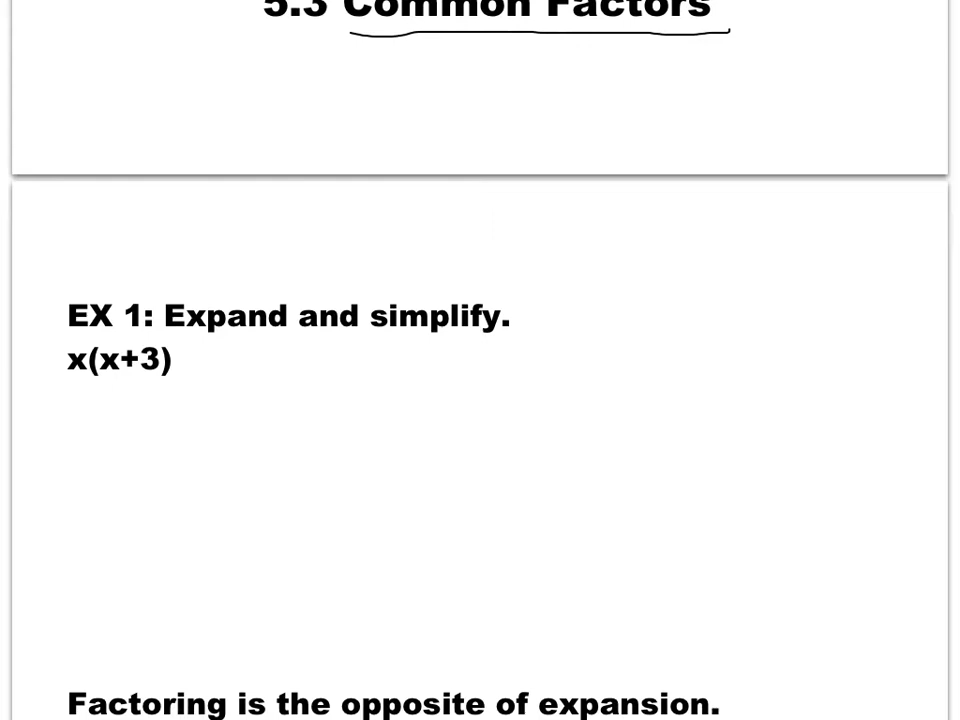 5.3 Common Factors
EX 1: Expand and simplify.
x(x+3)
Factoring is the opposite of expansion.